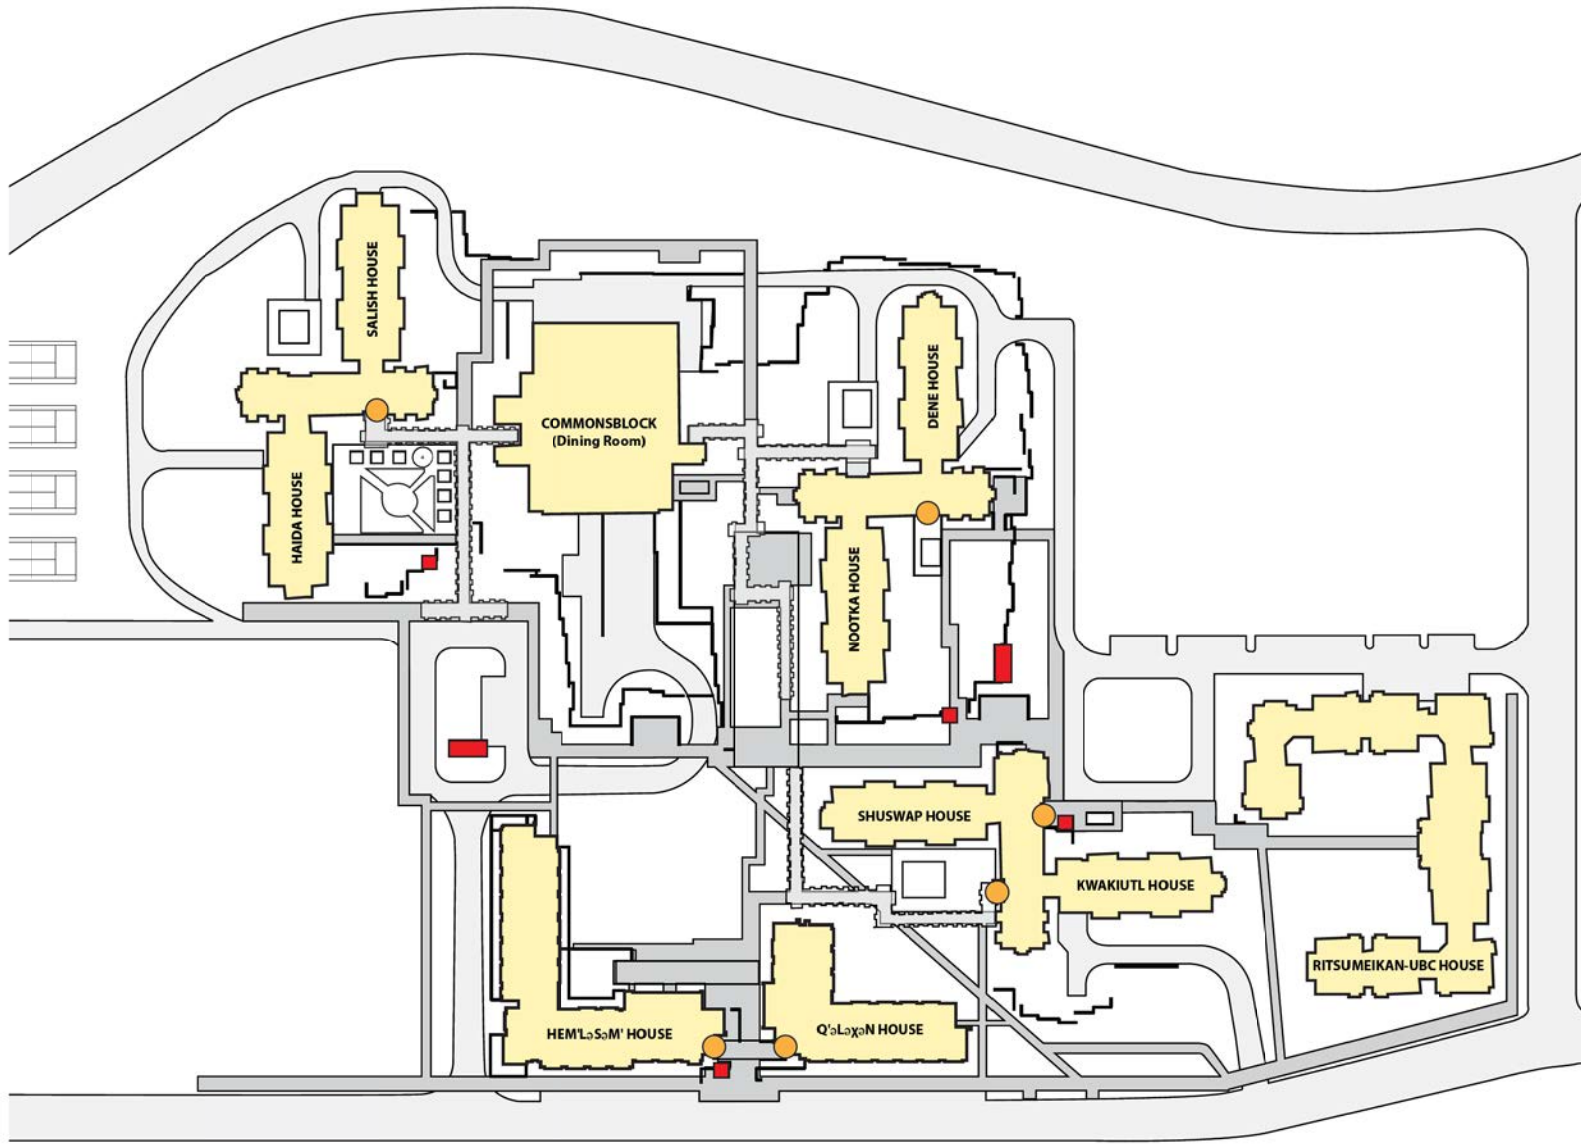 SALISH HOUSE
HAIDA HOUSE
COMMONSBLOCK
(Dining Room)
DENE HOUSE
NOOTKA HOUSE
SHUSWAP HOUSE
KWAKIUTL HOUSE
RITSUMEIKAN-UBC HOUSE
HEM'LəSəM' HOUSE
Q'əLəχəN HOUSE